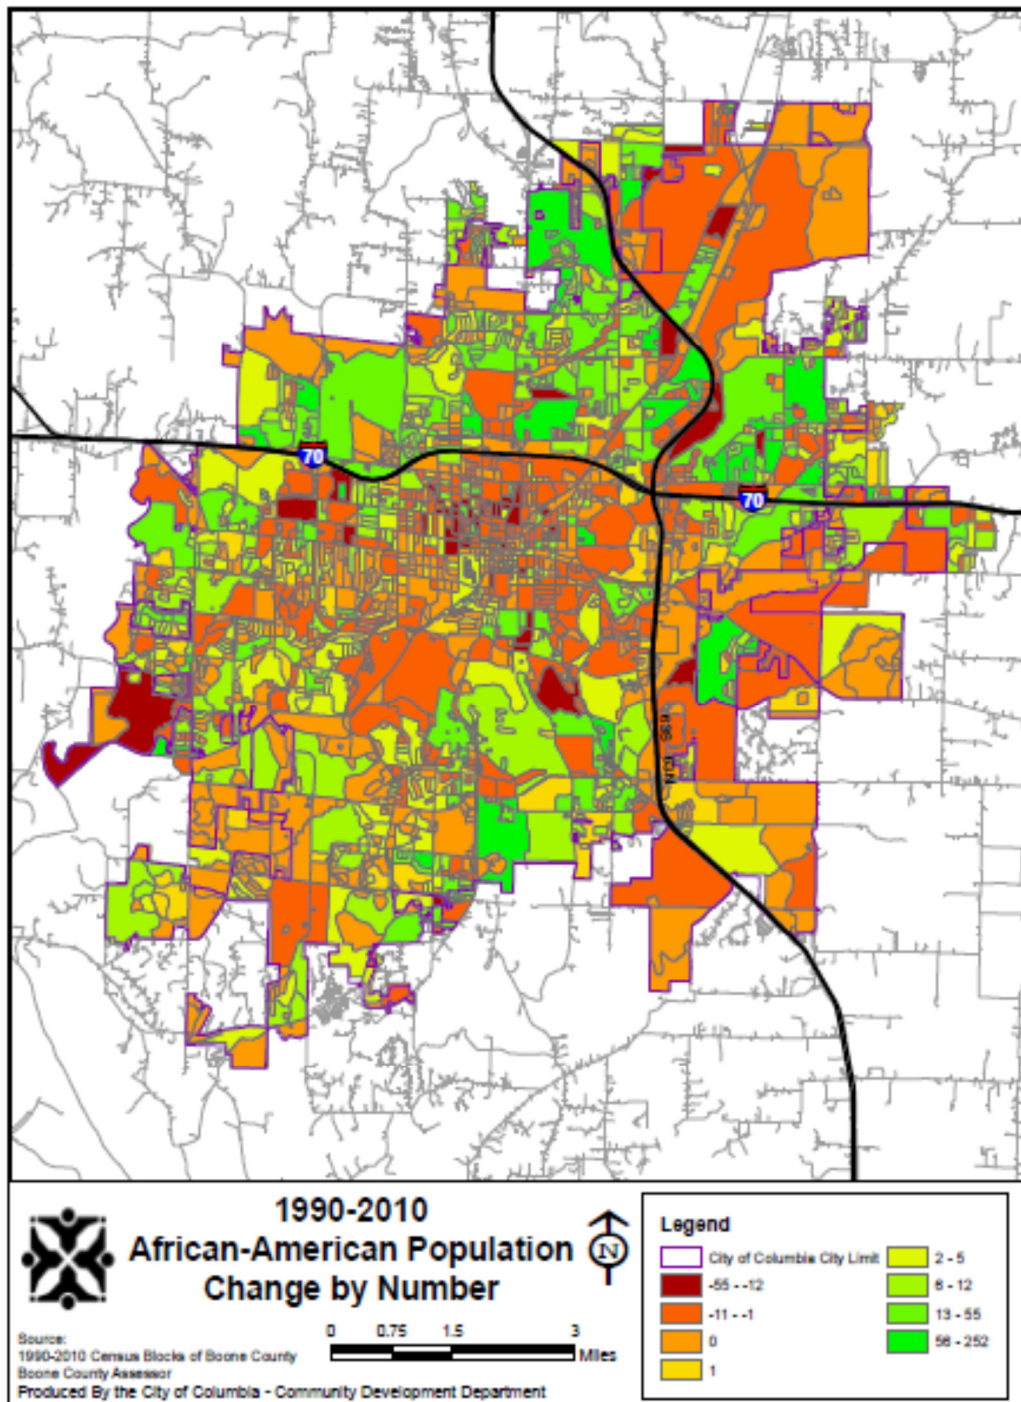 70
70
1990-2010
African-American Population
Change by Number
N
0 0.75 1.5 3
Miles
Source:
1990-2010 Census Blocks of Boone County
Boone County Assessor
Produced By the City of Columbia - Community Development Department
Legend
City of Columbia City Limit
-55 - -12
-11 - -1
0
1
2 - 5
6 - 12
13 - 55
56 - 252